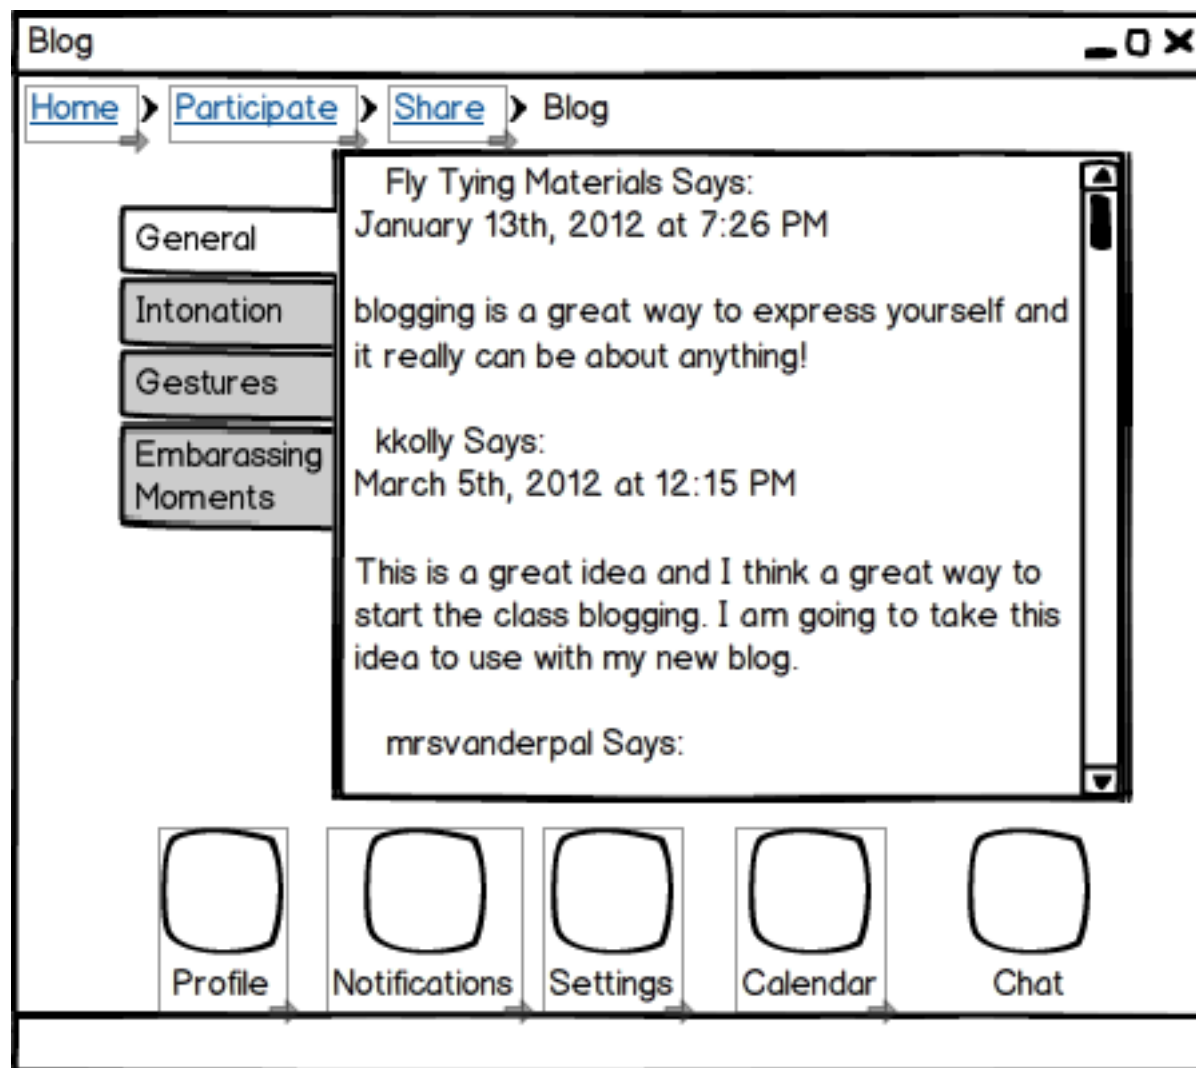 Blog
Home Participate Share Blog
General
Intonation
Gestures
Embarassing
Moments
Fly Tying Materials Says:
January 13th, 2012 at 7:26 PM
blogging is a great way to express yourself and
it really can be about anything!
kkolly Says:
March 5th, 2012 at 12:15 PM
This is a great idea and I think a great way to
start the class blogging. I am going to take this
idea to use with my new blog.
mrsvanderpal Says:
Profile Notifications Settings Calendar Chat